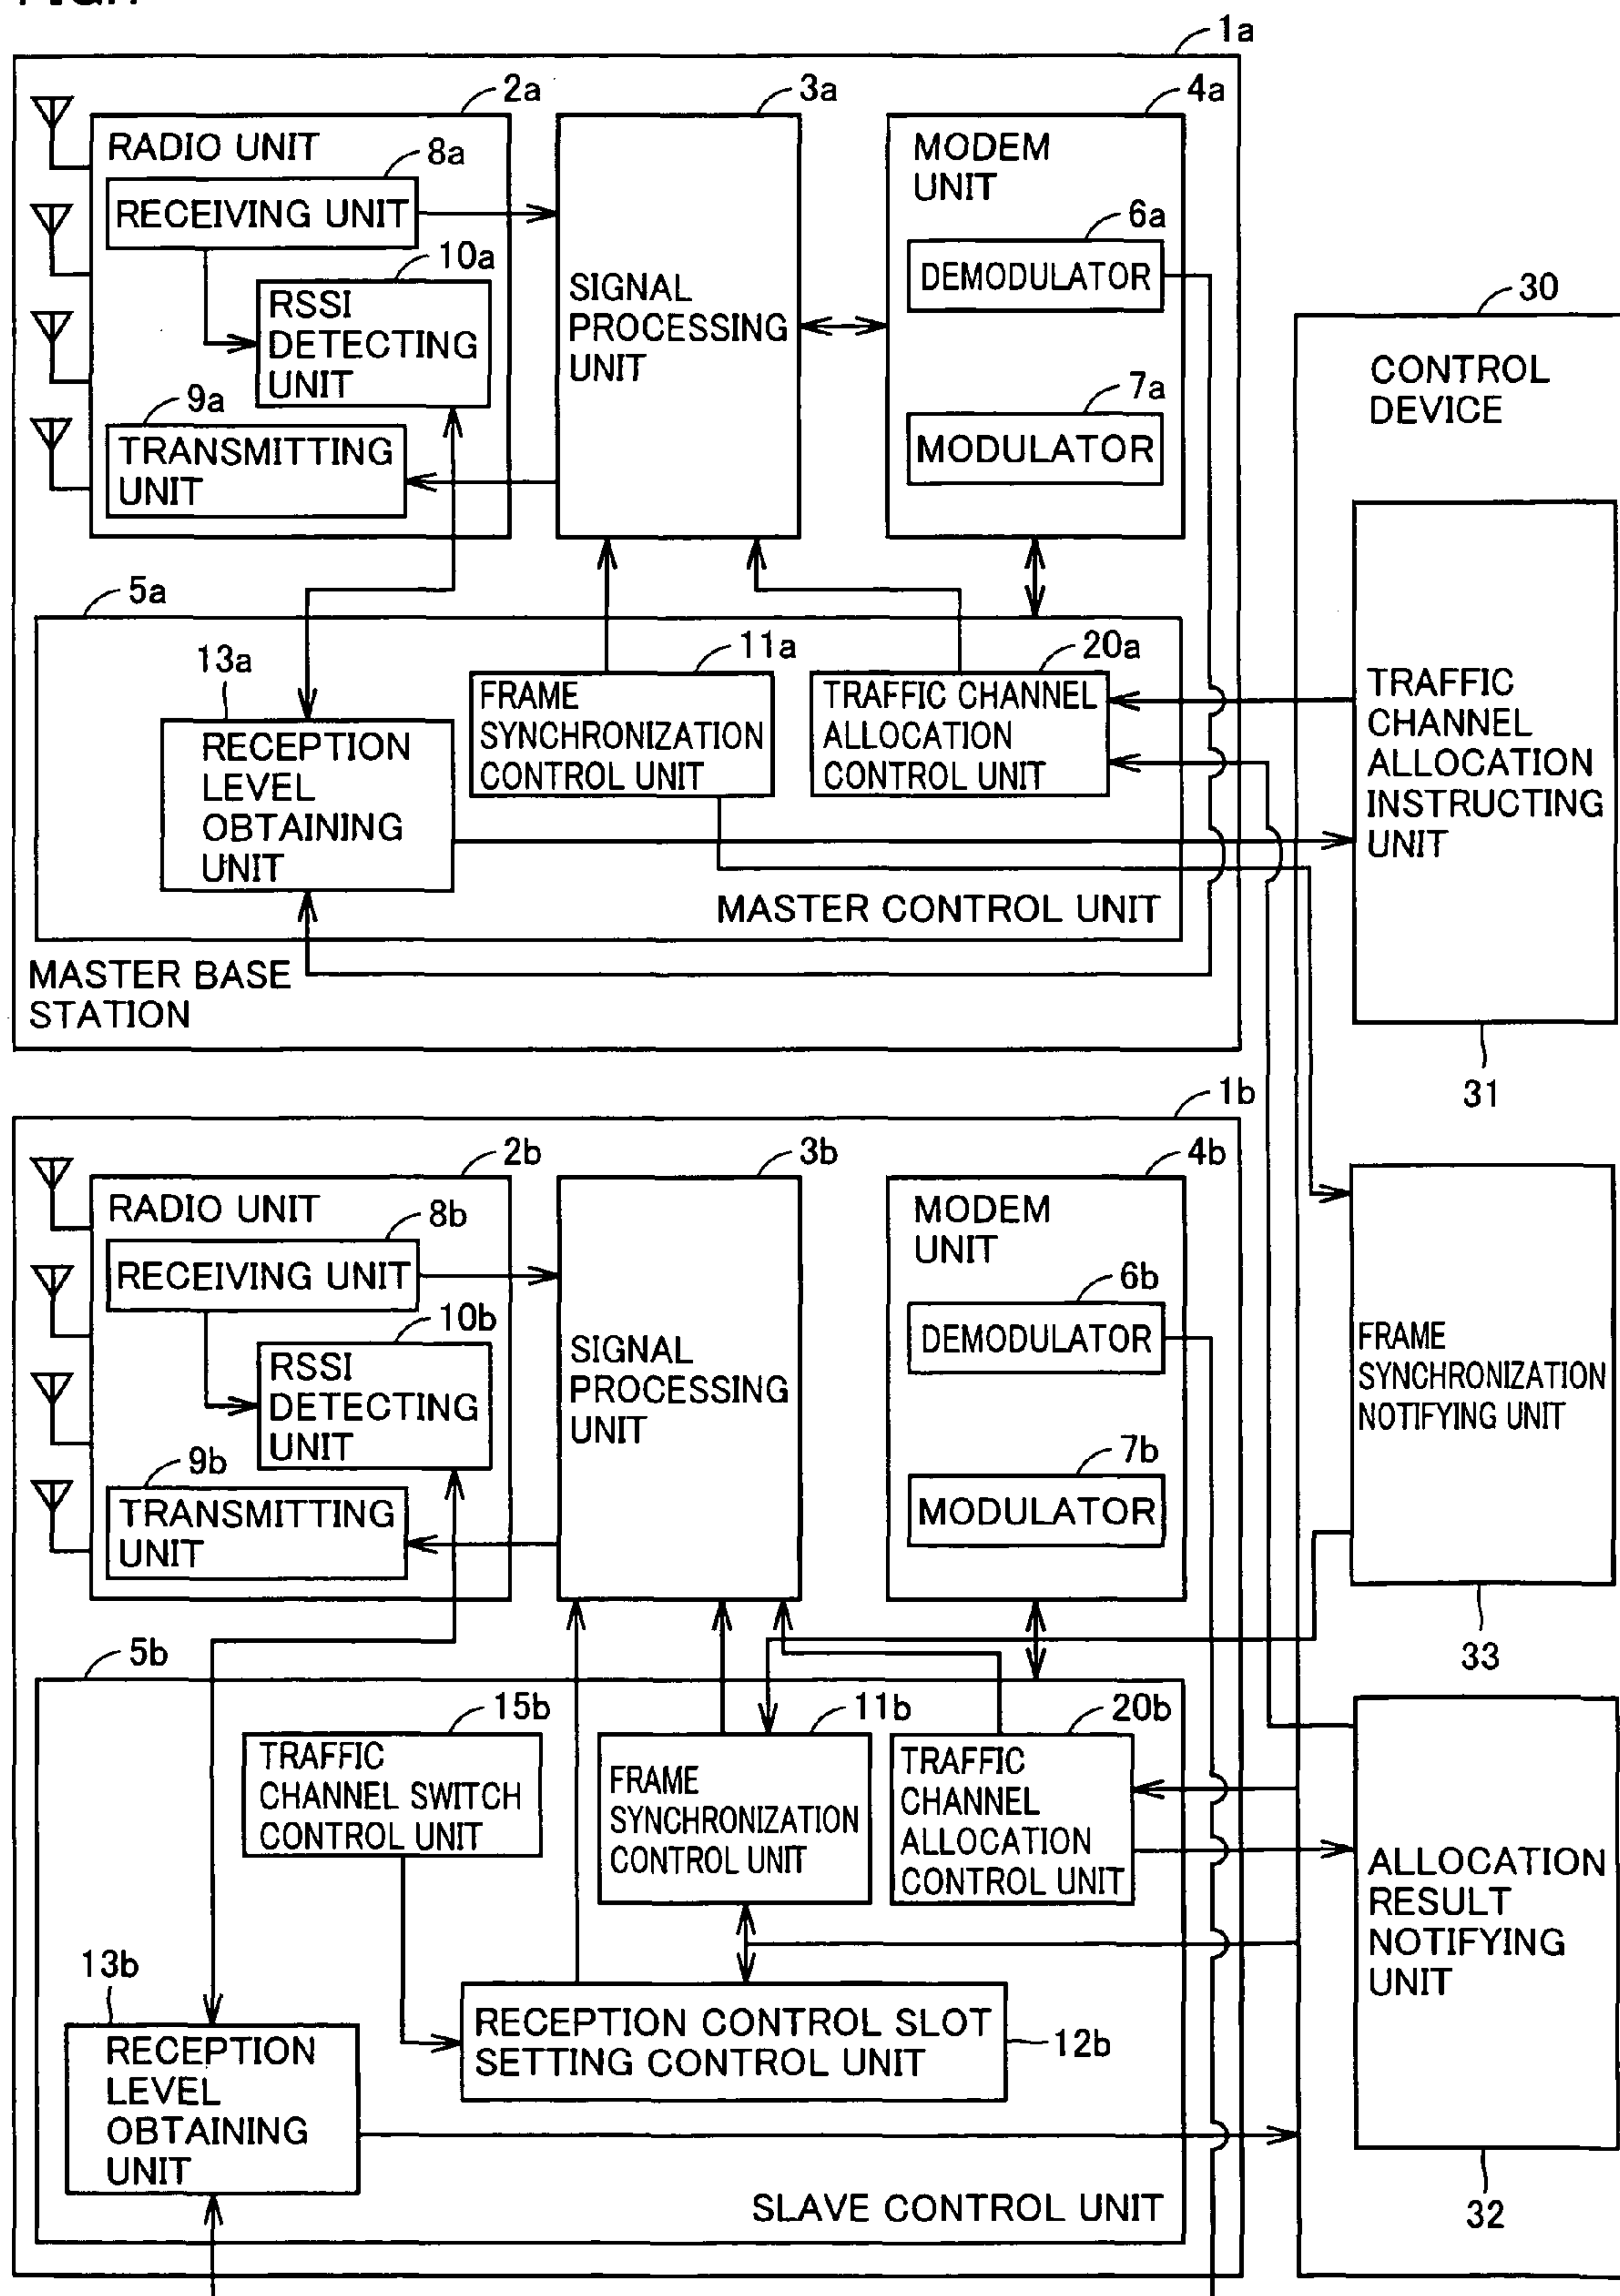 1a
2a
3a
4a
RADIO UNIT
8a
RECEIVING UNIT
10a
RSSI
DETECTING
UNIT
9a
TRANSMITTING
UNIT
SIGNAL
PROCESSING
UNIT
MODEM
UNIT
6a
DEMODULATOR
7a
MODULATOR
30
CONTROL
DEVICE
5a
13a
RECEPTION
LEVEL
OBTAINING
UNIT
11a
FRAME
SYNCHRONIZATION
CONTROL UNIT
20a
TRAFFIC CHANNEL
ALLOCATION
CONTROL UNIT
TRAFFIC
CHANNEL
ALLOCATION
INSTRUCTING
UNIT
31
MASTER CONTROL UNIT
MASTER BASE
STATION
1b
2b
3b
4b
RADIO UNIT
8b
RECEIVING UNIT
10b
RSSI
DETECTING
UNIT
9b
TRANSMITTING
UNIT
SIGNAL
PROCESSING
UNIT
MODEM
UNIT
6b
DEMODULATOR
7b
MODULATOR
FRAME
SYNCHRONIZATION
NOTIFYING UNIT
33
5b
15b
TRAFFIC
CHANNEL SWITCH
CONTROL UNIT
11b
FRAME
SYNCHRONIZATION
CONTROL UNIT
20b
TRAFFIC
CHANNEL
ALLOCATION
CONTROL UNIT
ALLOCATION
RESULT
NOTIFYING
UNIT
32
13b
RECEPTION
LEVEL
OBTAINING
UNIT
RECEPTION CONTROL SLOT
SETTING CONTROL UNIT
12b
SLAVE CONTROL UNIT